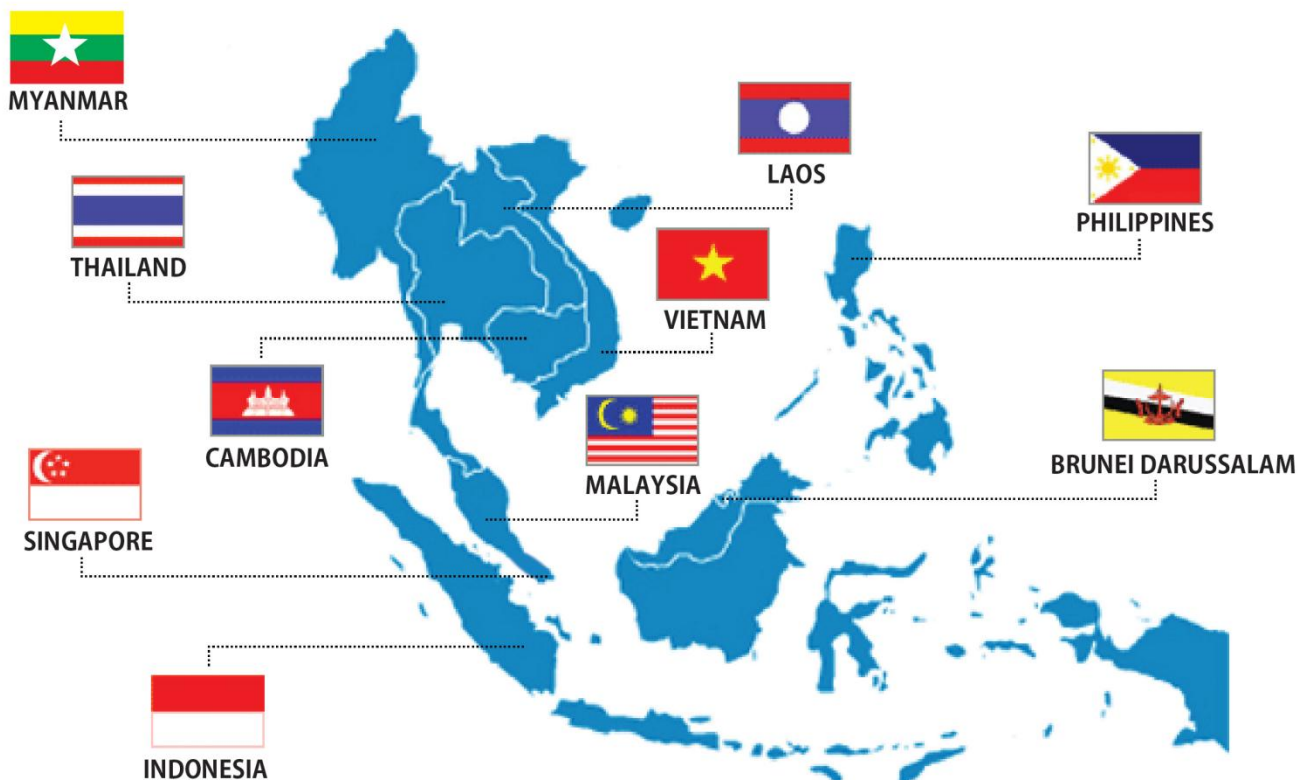 MYANMAR
LAOS
PHILIPPINES
THAILAND
VIETNAM
CAMBODIA
MALAYSIA
BRUNEI DARUSSALAM
SINGAPORE
INDONESIA